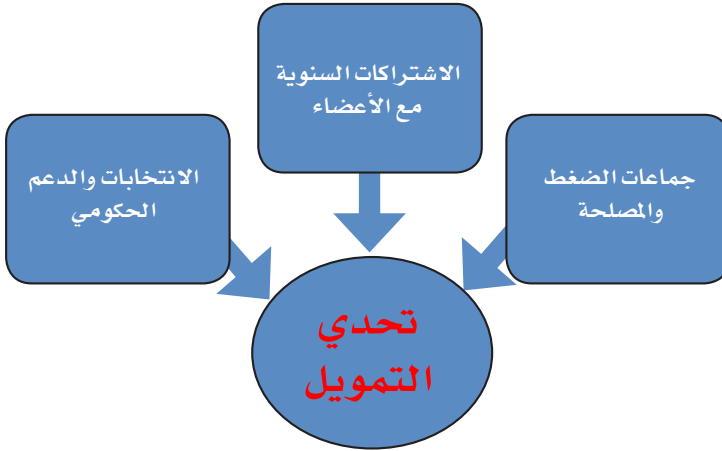 الاشتراكات السنوية
مع الأعضاء
جماعات الضغط
والمصلحة
الانتخابات والدعم
الحكومي
تحدي
التمويل